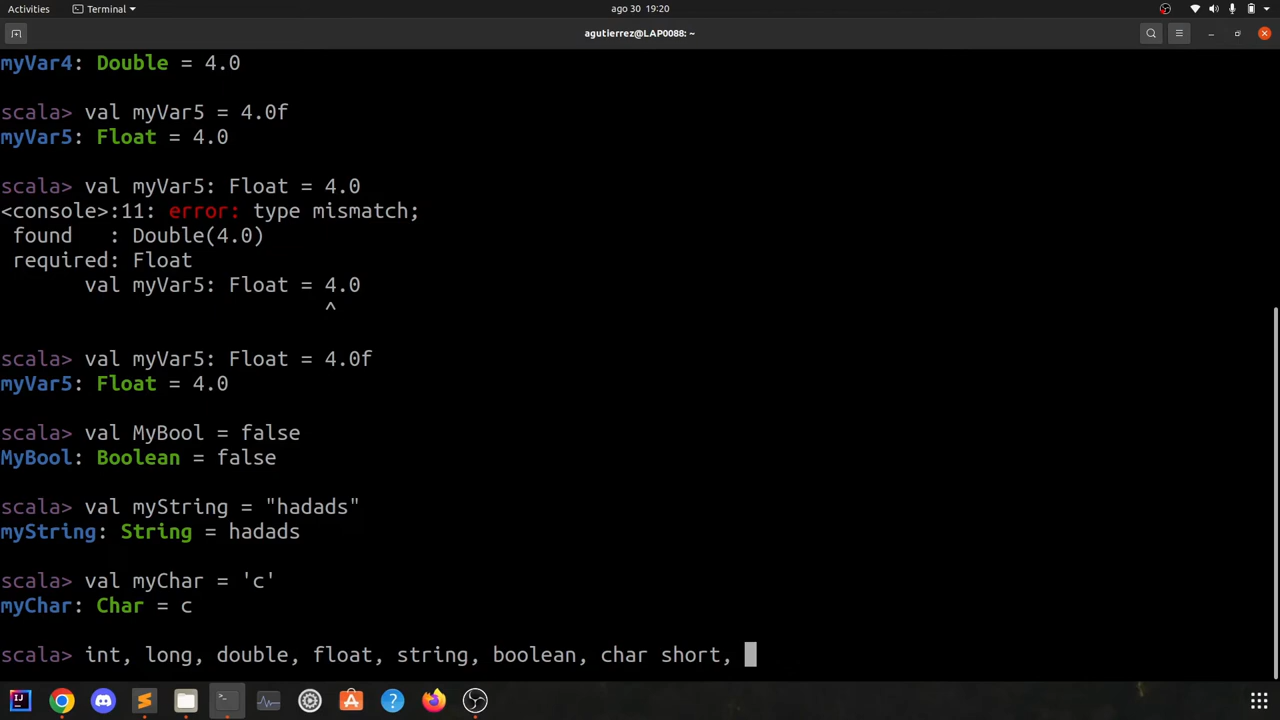 Activities
Terminal
ago 30 19:20
agutierrez@LAP0088: ~
myVar4: Double = 4.0
scala> val myVar5 = 4.0f
myVar5: Float = 4.0
scala> val myVar5: Float = 4.0
<console>:11: error: type mismatch;
 found   : Double(4.0)
 required: Float
       val myVar5: Float = 4.0
                           ^
scala> val myVar5: Float = 4.0f
myVar5: Float = 4.0
scala> val MyBool = false
MyBool: Boolean = false
scala> val myString = "hadads"
myString: String = hadads
scala> val myChar = 'c'
myChar: Char = c
scala> int, long, double, float, string, boolean, char short,